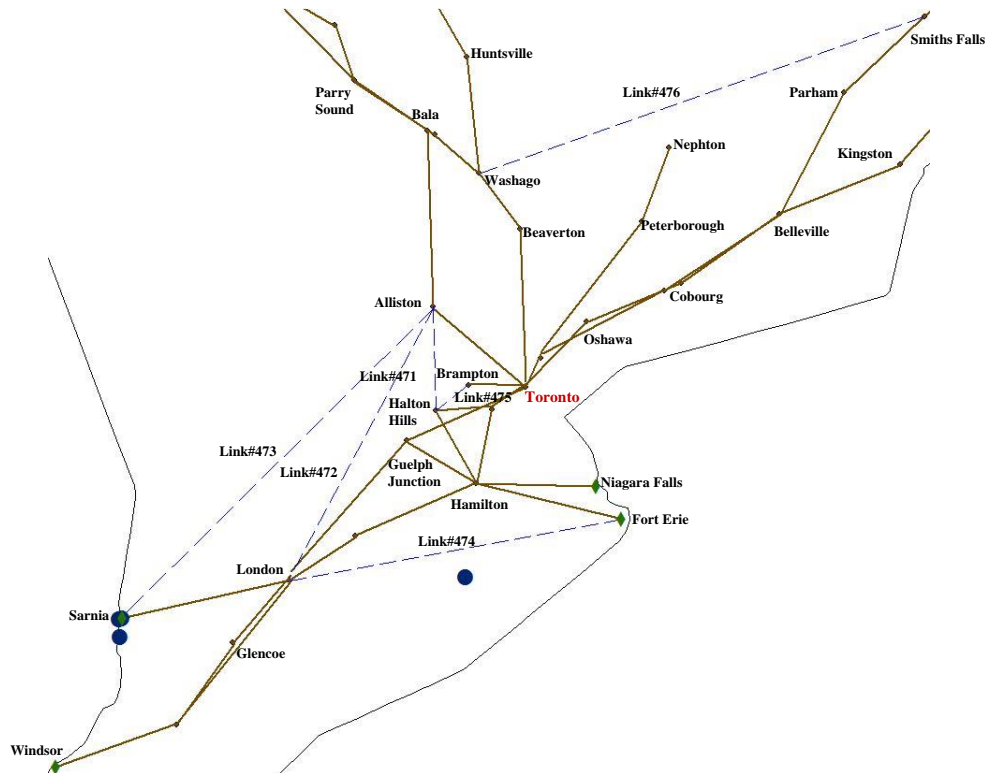 Smiths Falls
Huntsville
Link#476
Parham
Parry
Sound
Bala
Nephton
Kingston
Washago
Peterborough
Beaverton
Belleville
Alliston
Cobourg
Oshawa
Link#471
Brampton
Link#475
Toronto
Halton
Hills
Link#473
Link#472
Guelph
Junction
Niagara Falls
Hamilton
Fort Erie
Link#474
London
Sarnia
Glencoe
Windsor